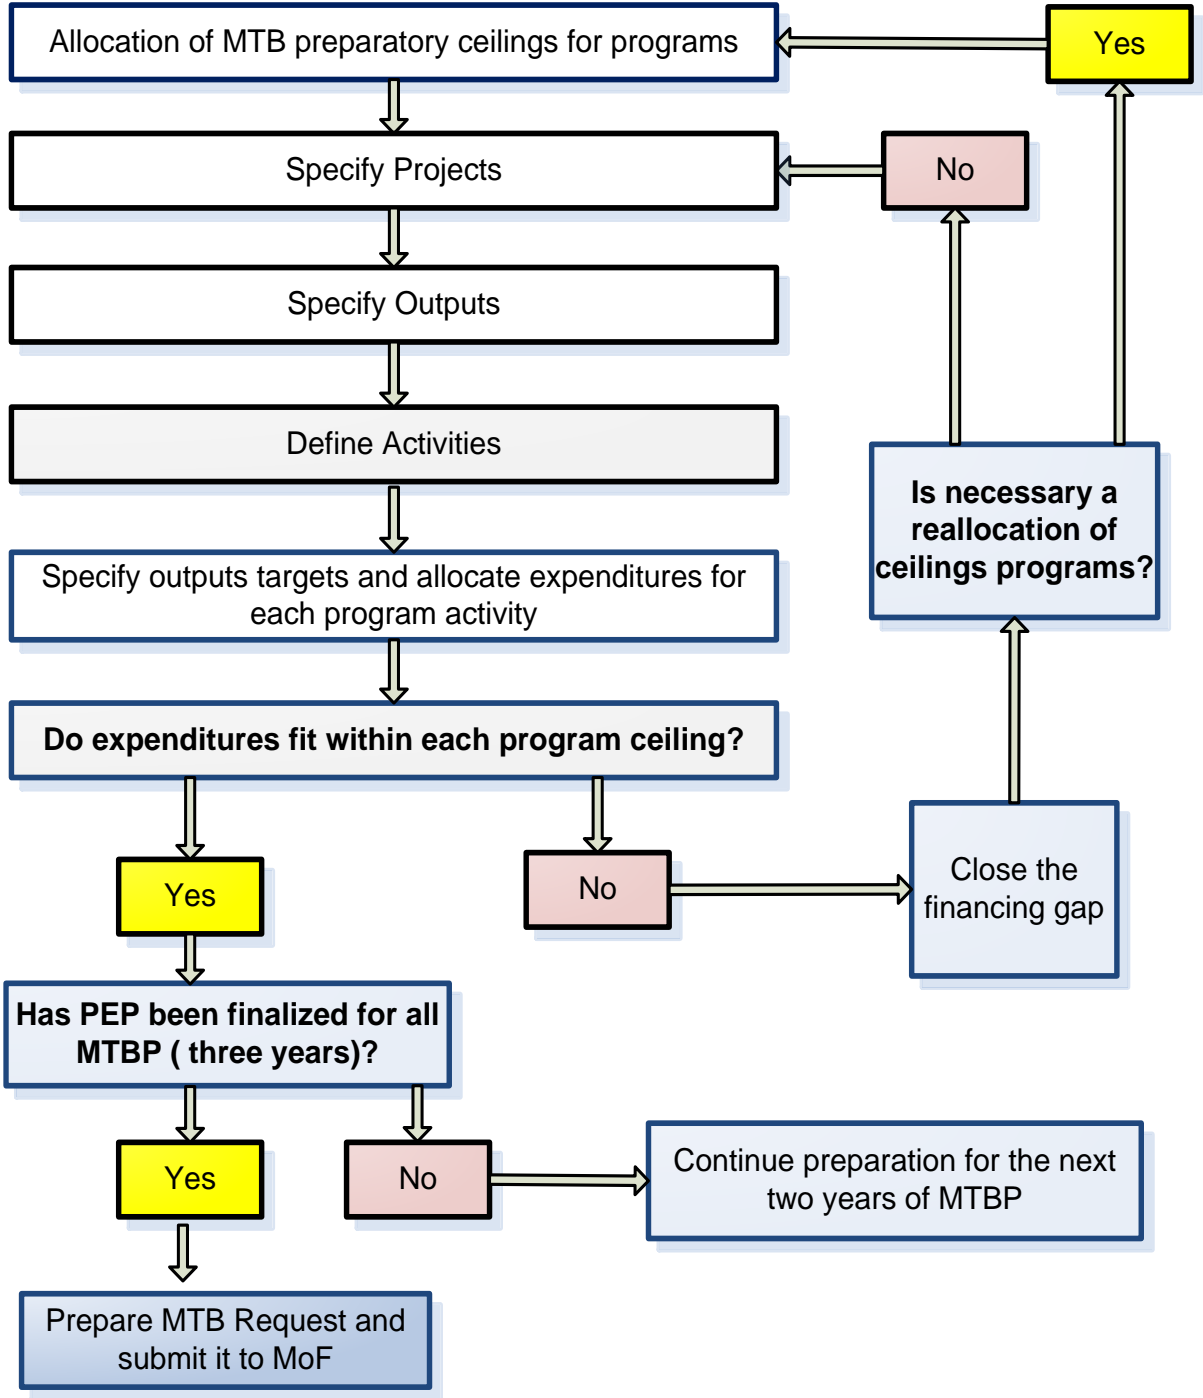 Allocation of MTB preparatory ceilings for programs
Yes
Specify Projects
No
Specify Outputs
Define Activities
Is necessary a
reallocation of
ceilings programs?
Specify outputs targets and allocate expenditures for
each program activity
Do expenditures fit within each program ceiling?
Yes
No
Close the
financing gap
Has PEP been finalized for all
MTBP ( three years)?
Yes
No
Continue preparation for the next
two years of MTBP
Prepare MTB Request and
submit it to MoF